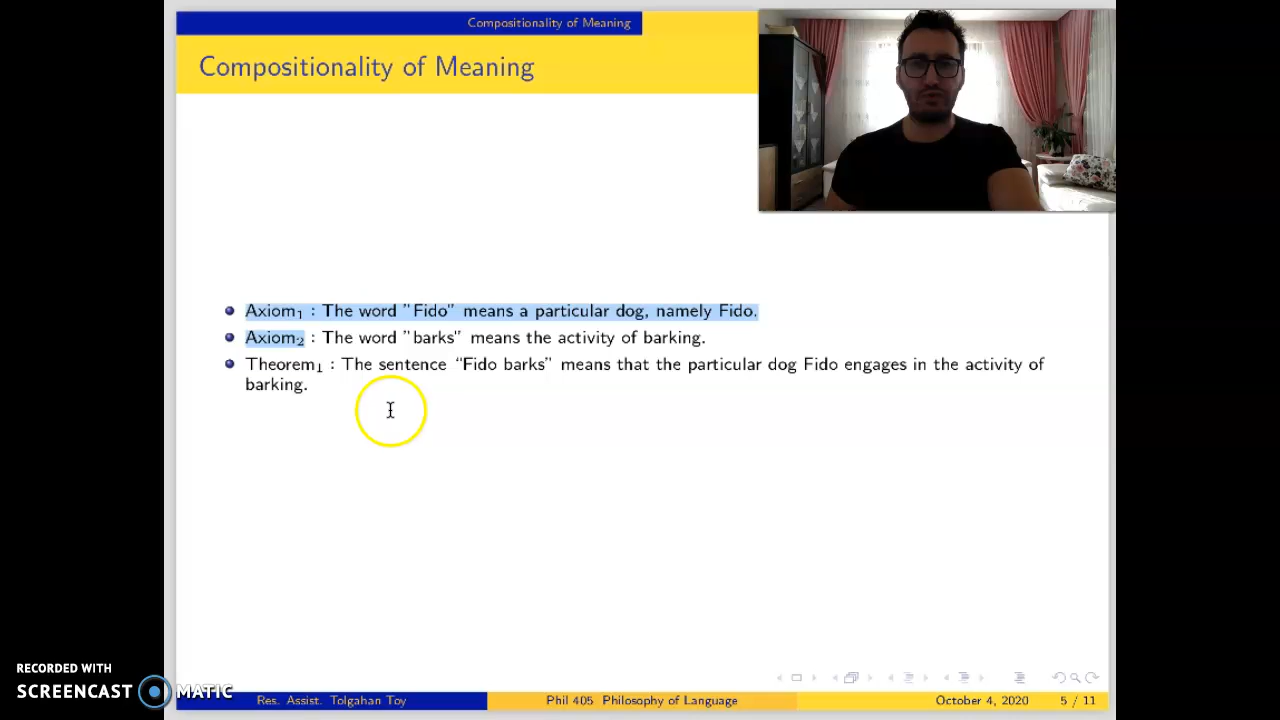 Compositionality of Meaning
Compositionality of Meaning
Axiom₁ : The word "Fido" means a particular dog, namely Fido.
Axiom₂ : The word "barks" means the activity of barking.
Theorem₁ : The sentence "Fido barks" means that the particular dog Fido engages in the activity of
barking.
RECORDED WITH
SCREENCAST MATIC
Res. Assist. Tolgahan Toy Phil 405 Philosophy of Language October 4, 2020 5 / 11